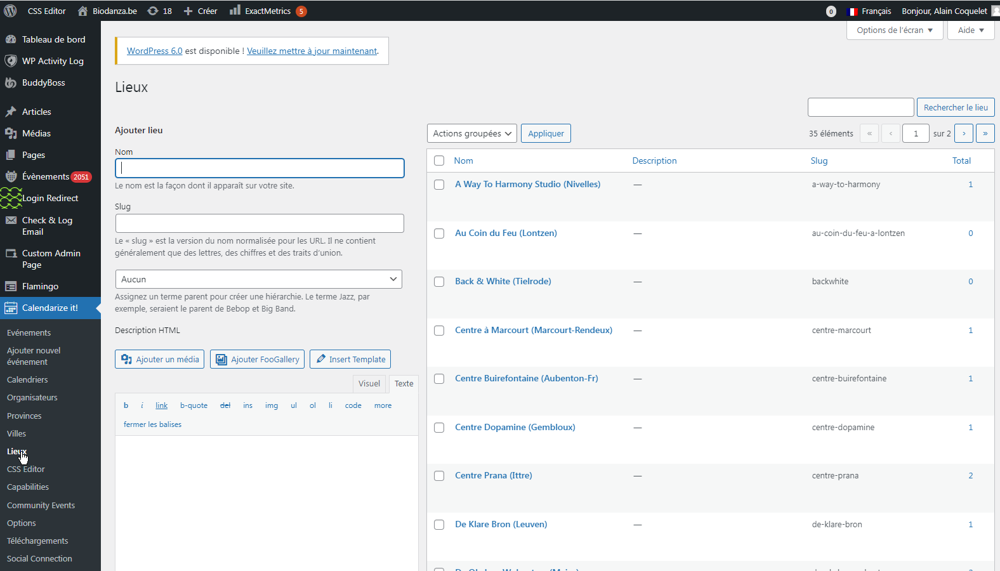 CSS Editor
Biodanza.be
18
Créer
ExactMetrics
5
0
Français
Bonjour, Alain Coquelet
Options de l'écran
Aide
Tableau de bord
WP Activity Log
BuddyBoss
Articles
Médias
Pages
Évènements 2051
Login Redirect
Check & Log
Email
Custom Admin
Page
Flamingo
Calendarize it!
Evénements
Ajouter nouvel
événement
Calendriers
Organisateurs
Provinces
Villes
Lieux
CSS Editor
Capabilities
Community Events
Options
Téléchargements
Social Connection
WordPress 6.0 est disponible ! Veuillez mettre à jour maintenant.
Lieux
Ajouter lieu
Nom
Le nom est la façon dont il apparaît sur votre site.
Slug
Le « slug » est la version du nom normalisée pour les URL. Il ne contient
généralement que des lettres, des chiffres et des traits d'union.
Aucun
Assignez un terme parent pour créer une hiérarchie. Le terme Jazz, par
exemple, seraient le parent de Bebop et Big Band.
Description HTML
Ajouter un média
Ajouter FooGallery
Insert Template
Visuel
Texte
b i link b-quote del ins img ul ol li code more
fermer les balises
Rechercher le lieu
Actions groupées
Appliquer
35 éléments « ‹ 1 sur 2 › »
Nom Description Slug Total
A Way To Harmony Studio (Nivelles) — a-way-to-harmony 1
Au Coin du Feu (Lontzen) — au-coin-du-feu-a-lontzen 0
Back & White (Tielrode) — backwhite 0
Centre à Marcourt (Marcourt-Rendeux) — centre-marcourt 1
Centre Buirefontaine (Aubenton-Fr) — centre-buirefontaine 1
Centre Dopamine (Gembloux) — centre-dopamine 1
Centre Prana (Ittre) — centre-prana 2
De Klare Bron (Leuven) — de-klare-bron 1